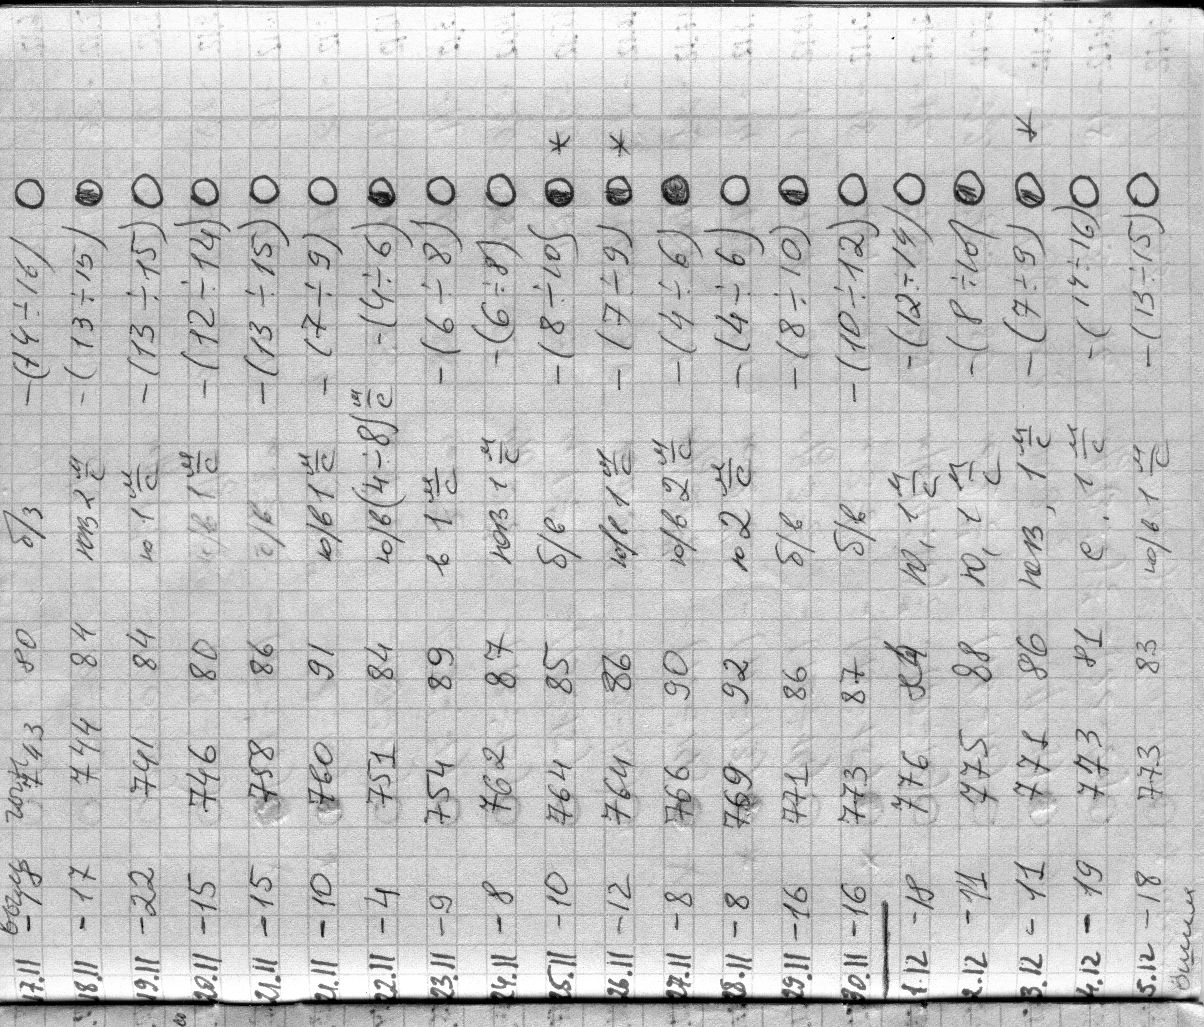 17.11 743 80 б/з -(14÷16)
18.11 -17 744 84 юз 2 м/с -(13÷15)
19.11 -22 741 84 ю 1 м/с -(13÷15)
20.11 -15 746 80 ю/в 1 м/с -(12÷14)
21.11 -15 758 86 б/в -(13÷15)
21.11 -10 760 91 ю/в 1 м/с -(7÷9)
22.11 -4 751 84 ю/в (4÷8) м/с -(4÷6)
23.11 -9 754 89 в 1 м/с -(6÷8)
24.11 -8 762 87 юз 1 м/с -(6÷8)
25.11 -10 764 85 б/в -(8÷10) *
26.11 -12 764 86 ю/в 1 м/с -(7÷9) *
27.11 -8 766 90 ю/в 2 м/с -(4÷6)
28.11 -8 769 92 ю 2 м/с -(4÷6)
29.11 -16 771 86 б/в -(8÷10)
30.11 -16 773 87 б/в -(10÷12)
1.12 -18 776 84 ю, 1 м/с -(12÷14)
2.12 -11 775 88 ю, 1 м/с -(8÷10)
3.12 -11 771 86 юз, 1 м/с -(7÷9)
4.12 -19 773 81 с. 1 м/с -(14÷16)
5.12 -18 773 83 ю/в 1 м/с -(13÷15)